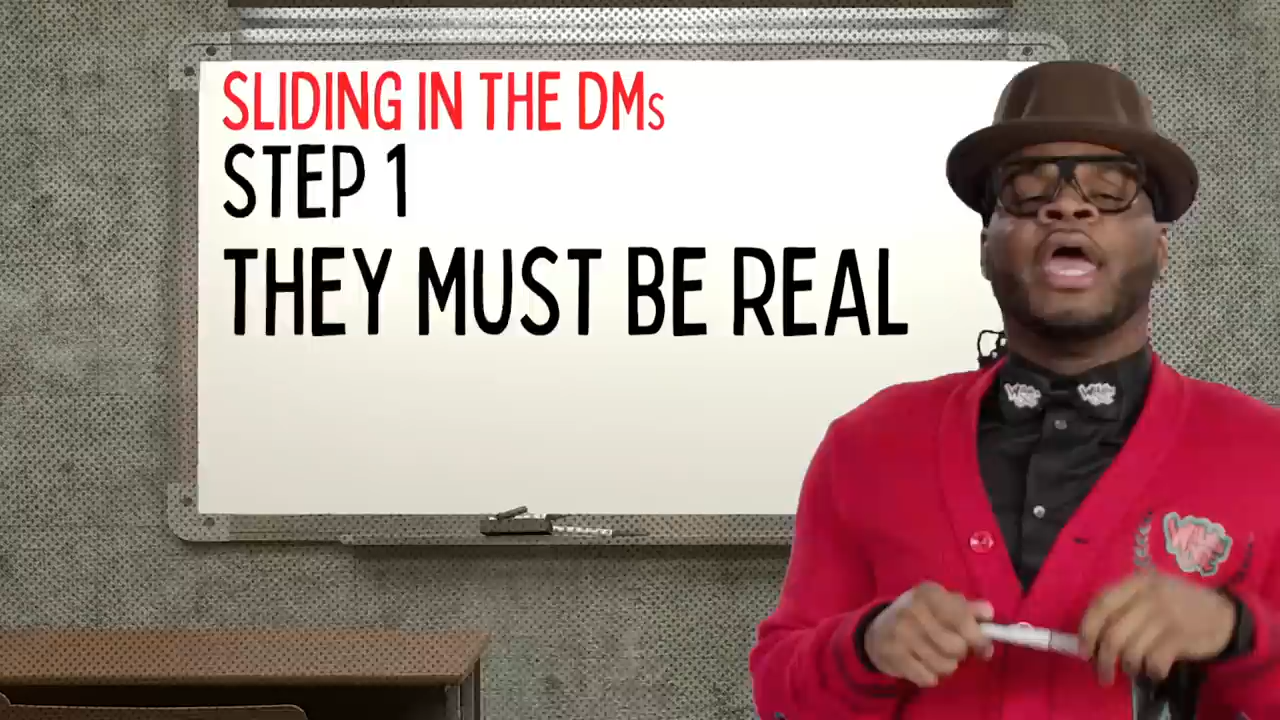 SLIDING IN THE DMs
STEP 1
THEY MUST BE REAL